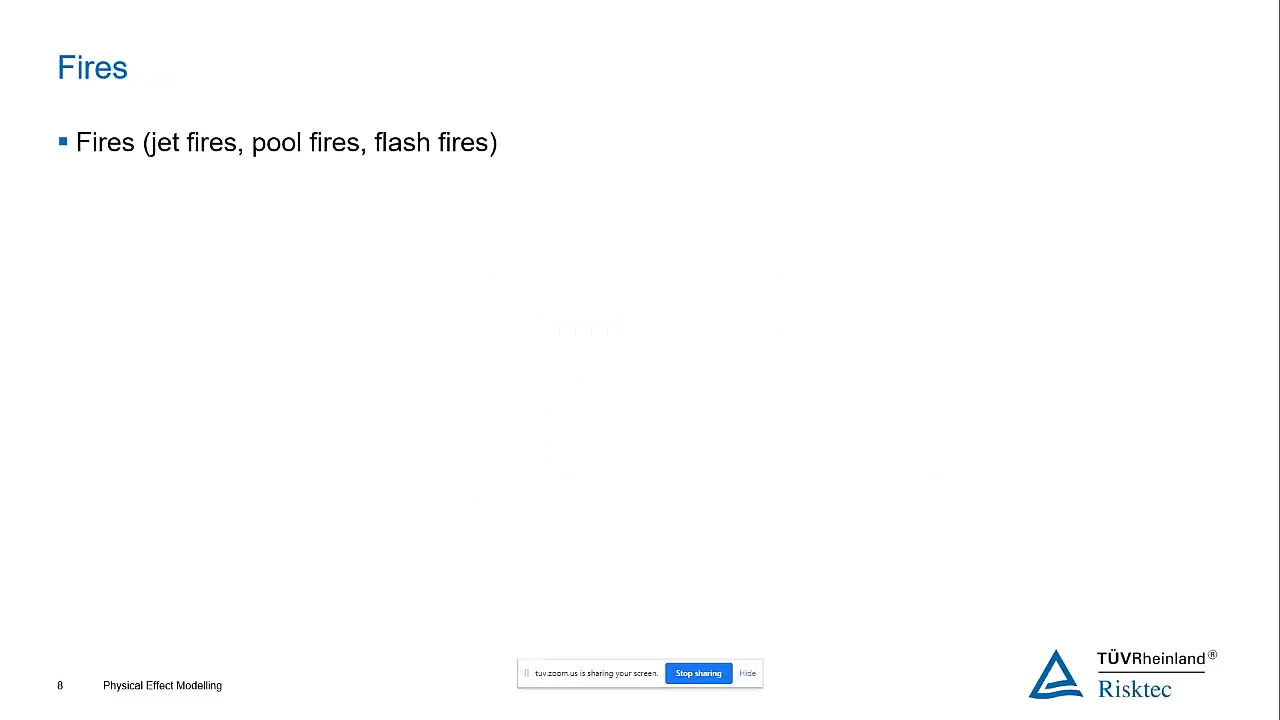 Fires
▪ Fires (jet fires, pool fires, flash fires)
8 Physical Effect Modelling
tuv.zoom.us is sharing your screen. Stop sharing Hide
TÜVRheinland®
Risktec